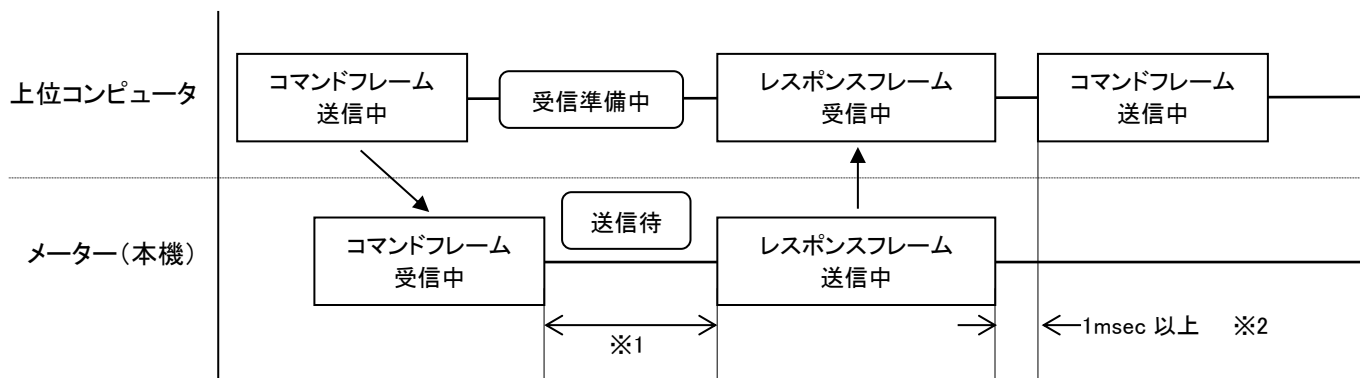 上位コンピュータ
コマンドフレーム
送信中
受信準備中
レスポンスフレーム
受信中
コマンドフレーム
送信中
メーター(本機)
コマンドフレーム
受信中
送信待
レスポンスフレーム
送信中
※1
1msec 以上 ※2